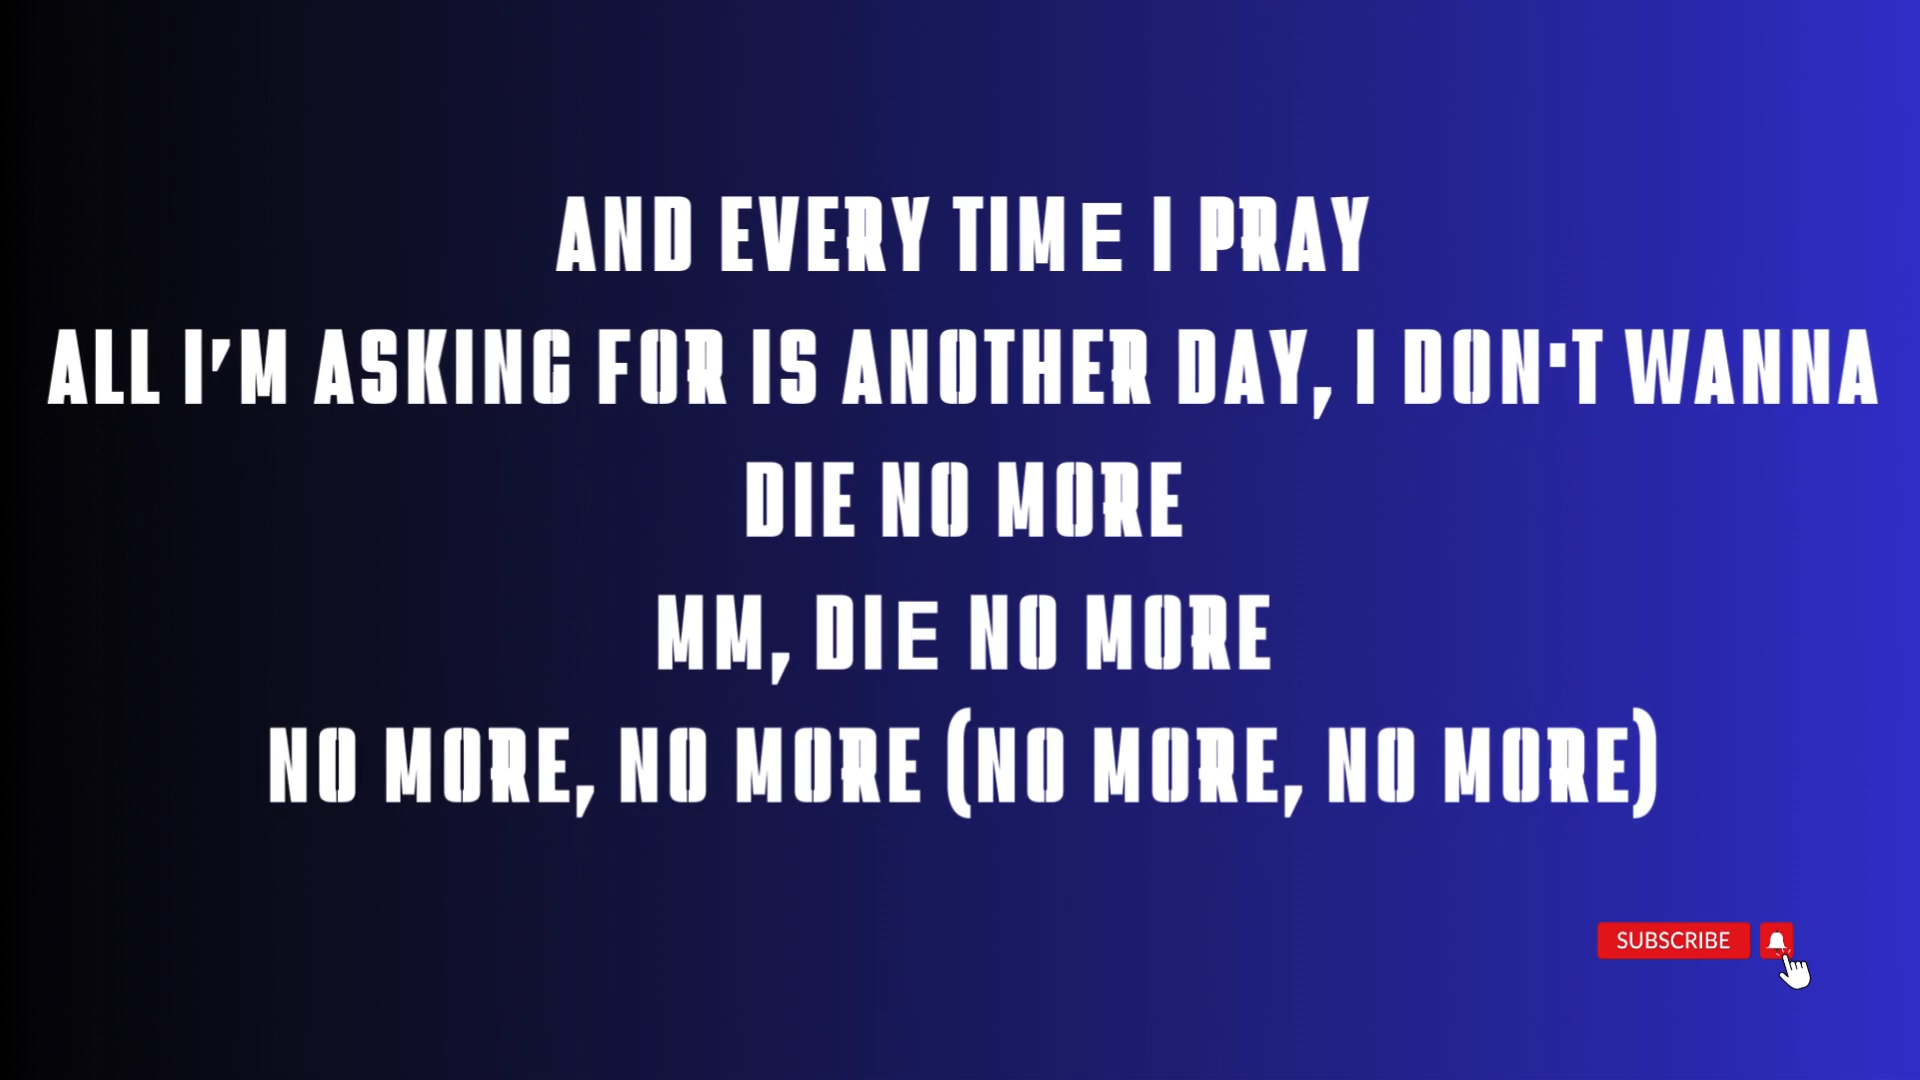 AND EVERY TIME I PRAY
ALL I'M ASKING FOR IS ANOTHER DAY, I DON'T WANNA
DIE NO MORE
MM, DIE NO MORE
NO MORE, NO MORE (NO MORE, NO MORE)
SUBSCRIBE